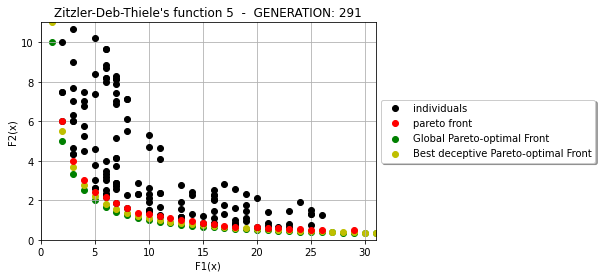 Zitzler-Deb-Thiele's function 5 - GENERATION: 291
F2(x)
10
8
6
4
2
0
0 5 10 15 20 25 30
F1(x)
individuals
pareto front
Global Pareto-optimal Front
Best deceptive Pareto-optimal Front